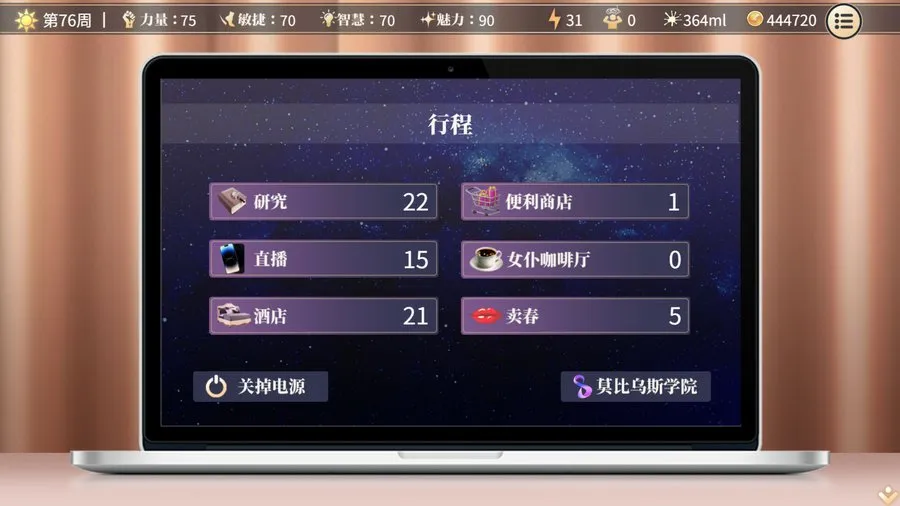 第76周 | 力量：75 敏捷：70 智慧：70 魅力：90 31 0 364ml 444720
行程
研究 22 便利商店 1
直播 15 女仆咖啡厅 0
酒店 21 卖春 5
关掉电源 莫比乌斯学院